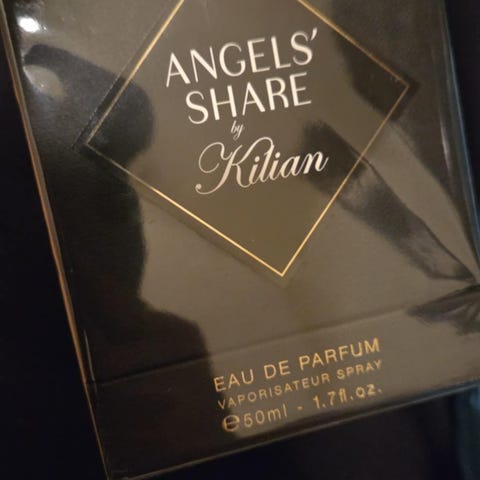 ANGELS'
SHARE
by
Kilian
EAU DE PARFUM
VAPORISATEUR SPRAY
℮50ml - 1.7fl.oz.